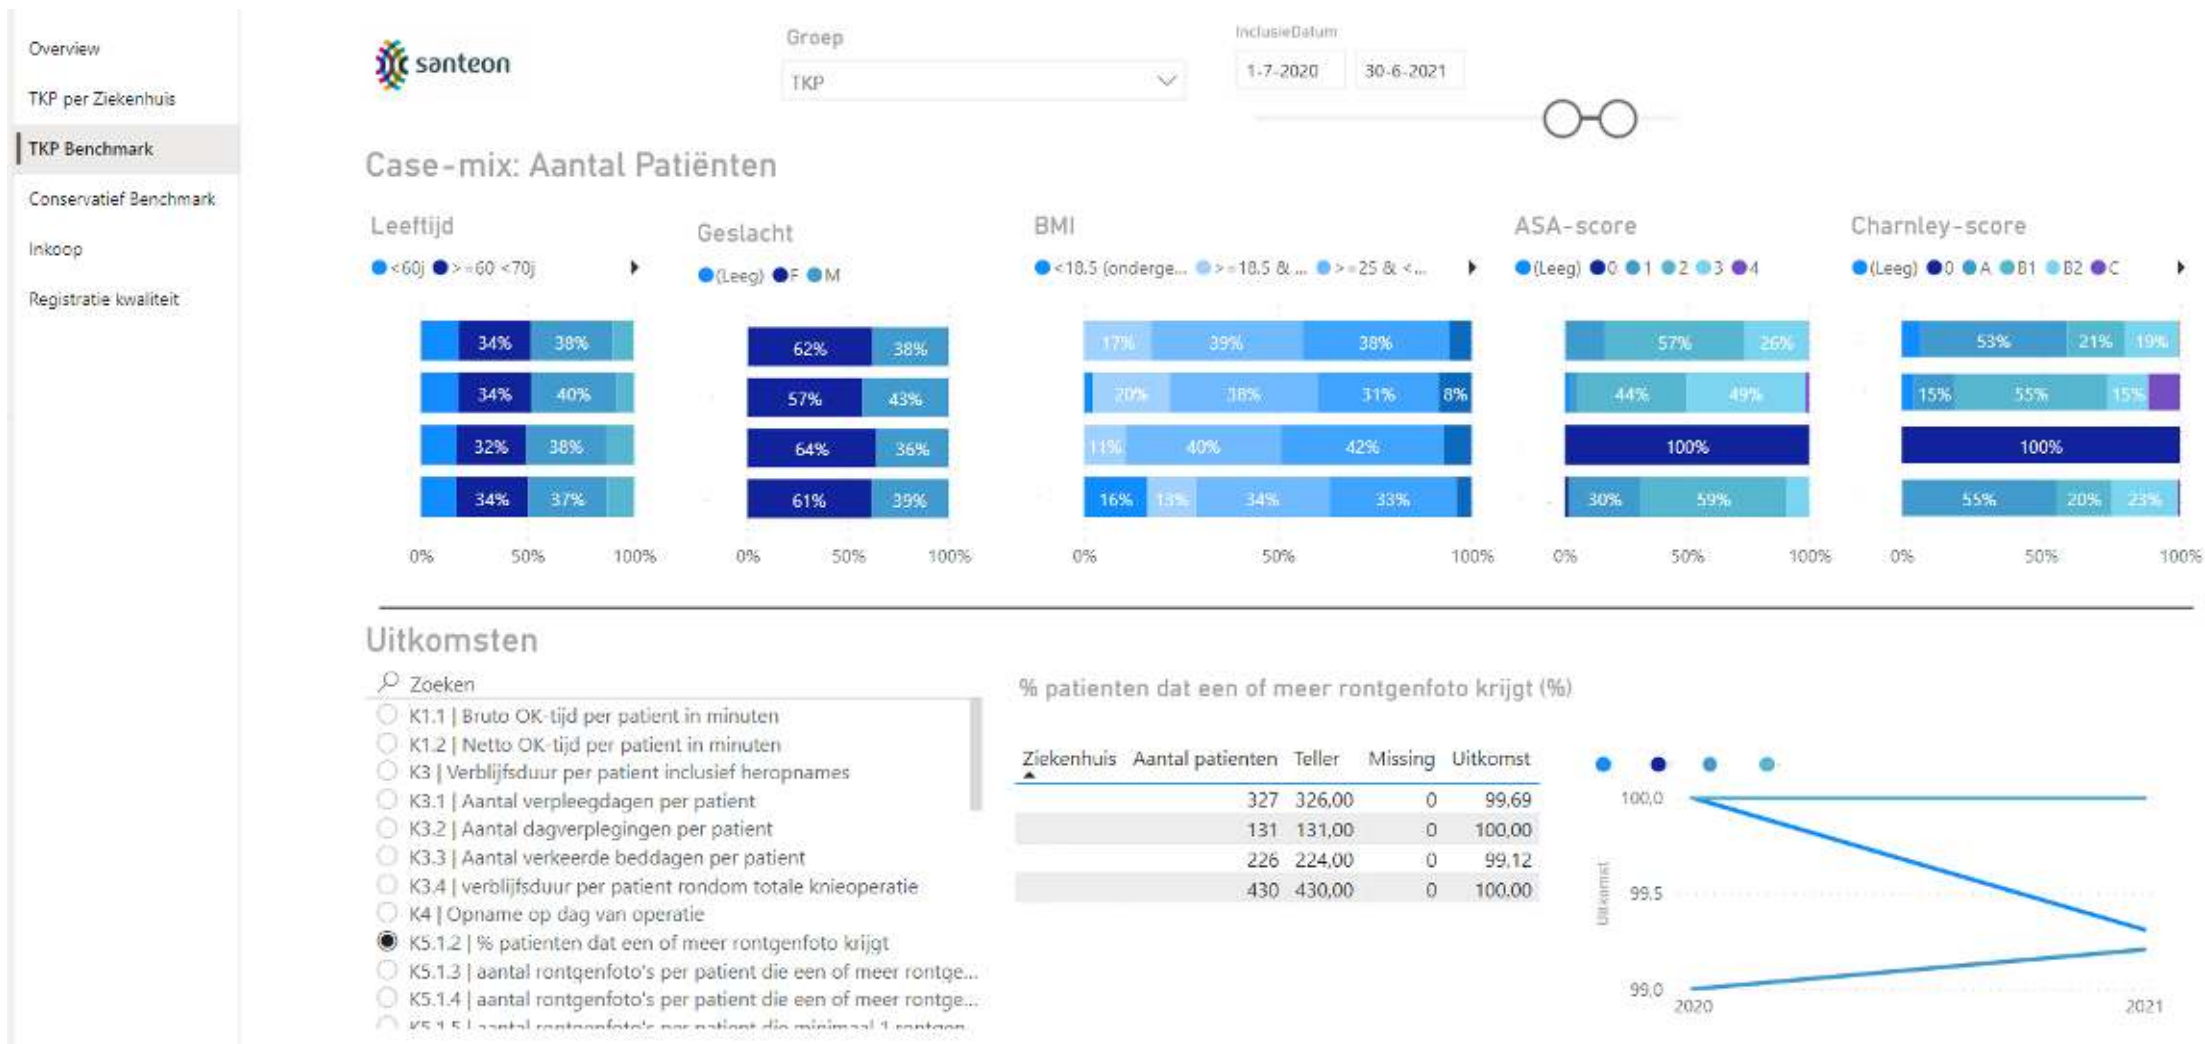 Overview
TKP per Ziekenhuis
TKP Benchmark
Conservatief Benchmark
Inkoop
Registratie kwaliteit
santeon
Groep
TKP
InclusieDatum
1-7-2020 30-6-2021
Case-mix: Aantal Patiënten
Leeftijd
<60j >=60 <70j
34% 38%
34% 40%
32% 38%
34% 37%
0% 50% 100%
Geslacht
(Leeg) F M
62% 38%
57% 43%
64% 36%
61% 39%
0% 50% 100%
BMI
<18.5 (onderge... >=18.5 & ... >=25 & <...
17% 39% 38%
20% 38% 31% 8%
11% 40% 42%
16% 13% 34% 33%
0% 50% 100%
ASA-score
(Leeg) 0 1 2 3 4
57% 26%
44% 49%
100%
30% 59%
0% 50% 100%
Charnley-score
(Leeg) 0 A B1 B2 C
53% 21% 19%
15% 55% 15%
100%
55% 20% 23%
0% 50% 100%
Uitkomsten
Zoeken
K1.1 | Bruto OK-tijd per patient in minuten
K1.2 | Netto OK-tijd per patient in minuten
K3 | Verblijfsduur per patient inclusief heropnames
K3.1 | Aantal verpleegdagen per patient
K3.2 | Aantal dagverplegingen per patient
K3.3 | Aantal verkeerde beddagen per patient
K3.4 | verblijfsduur per patient rondom totale knieoperatie
K4 | Opname op dag van operatie
K5.1.2 | % patienten dat een of meer rontgenfoto krijgt
K5.1.3 | aantal rontgenfoto's per patient die een of meer rontge...
K5.1.4 | aantal rontgenfoto's per patient die een of meer rontge...
K5.1.5 | aantal rontgenfoto's per patient die minimaal 1 rontgen
% patienten dat een of meer rontgenfoto krijgt (%)
Ziekenhuis Aantal patienten Teller Missing Uitkomst
327 326,00 0 99,69
131 131,00 0 100,00
226 224,00 0 99,12
430 430,00 0 100,00
100,0
99,5
99,0
Uitkomst
2020 2021